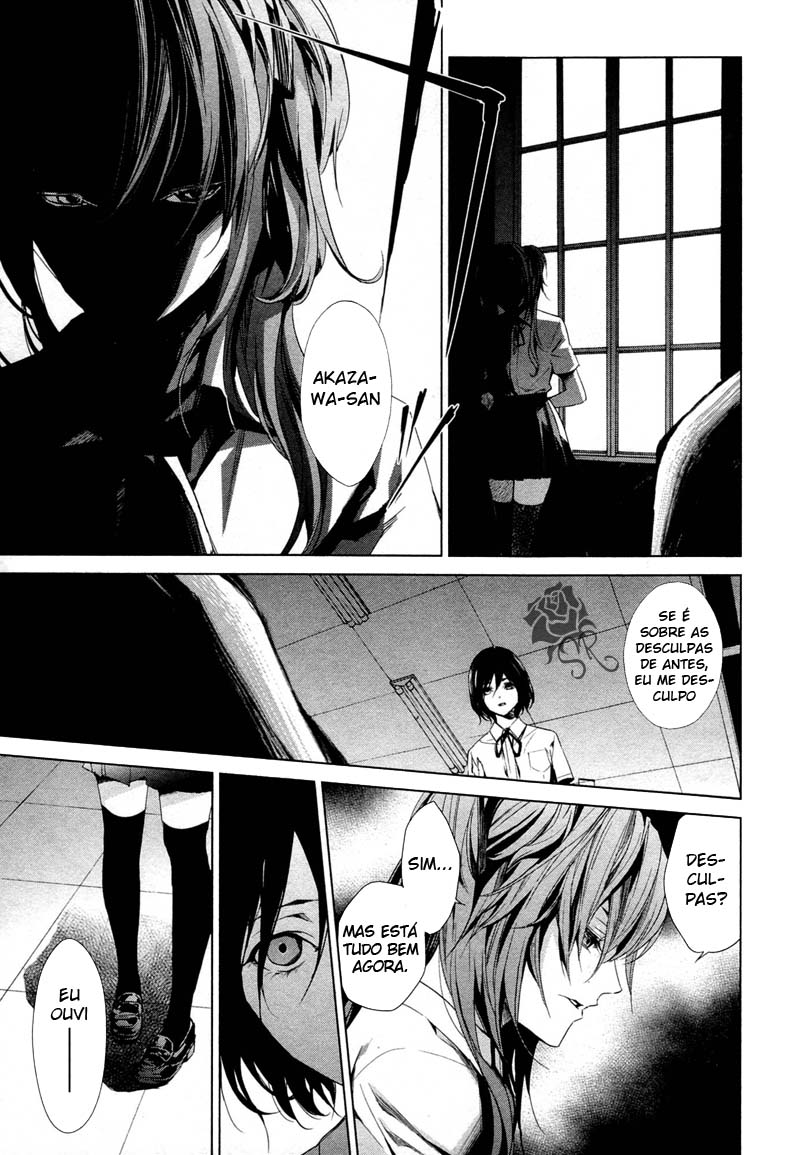 AKAZA-
WA-SAN
SE É
SOBRE AS
DESCULPAS
DE ANTES,
EU ME DES-
CULPO
SR
DES-
CUL-
PAS?
SIM...
MAS ESTÁ
TUDO BEM
AGORA.
EU
OUVI
—